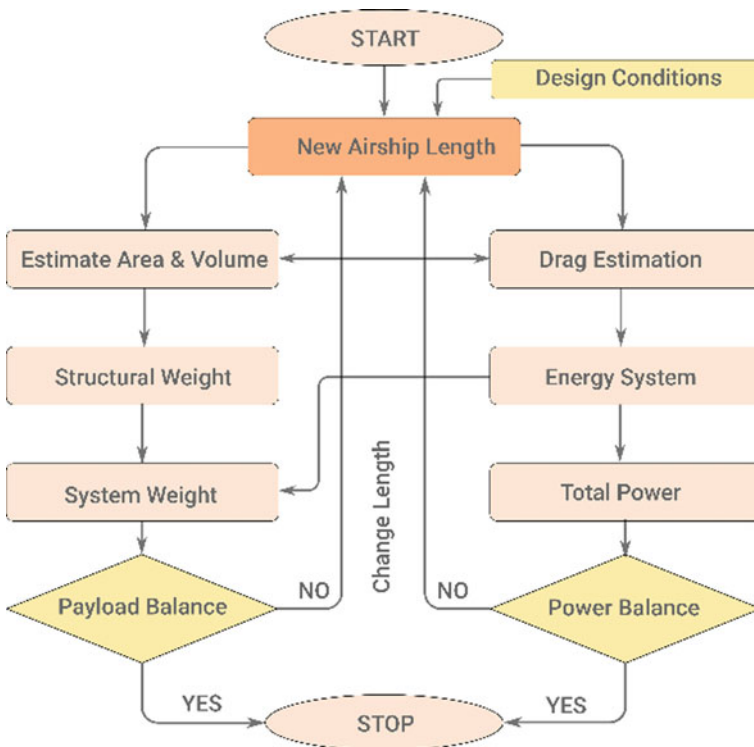 START
Design Conditions
New Airship Length
Estimate Area & Volume
Drag Estimation
Structural Weight
Energy System
System Weight
Total Power
Change Length
Payload Balance
NO
NO
Power Balance
YES
STOP
YES